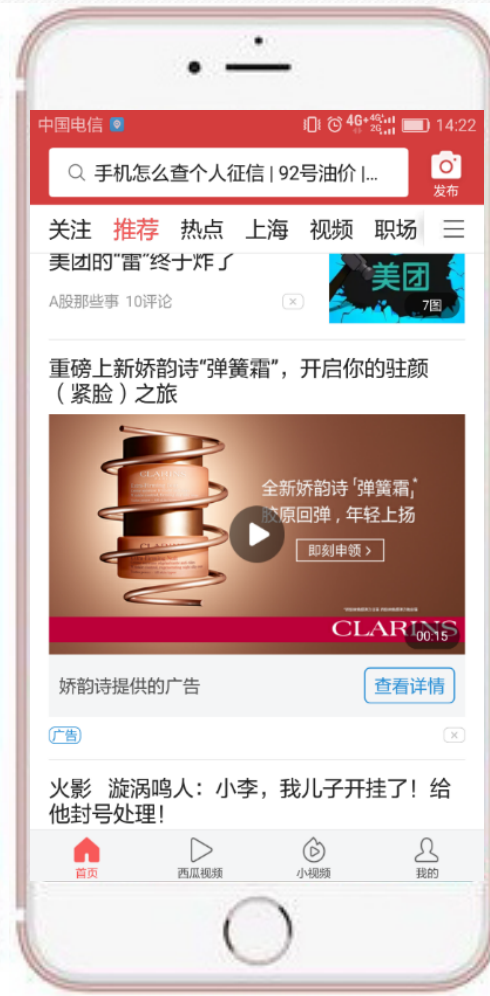 中国电信 4G+ 4G 2G 14:22
手机怎么查个人征信 | 92号油价 |...
发布
关注 推荐 热点 上海 视频 职场
美团的"雷"终于炸了
美团
A股那些事 10评论
7图
重磅上新娇韵诗"弹簧霜"，开启你的驻颜
（紧脸）之旅
CLARINS
全新娇韵诗「弹簧霜」*
胶原回弹，年轻上扬
即刻申领 >
CLARINS
00:15
娇韵诗提供的广告
查看详情
广告
火影 漩涡鸣人：小李，我儿子开挂了！给
他封号处理！
首页 西瓜视频 小视频 我的